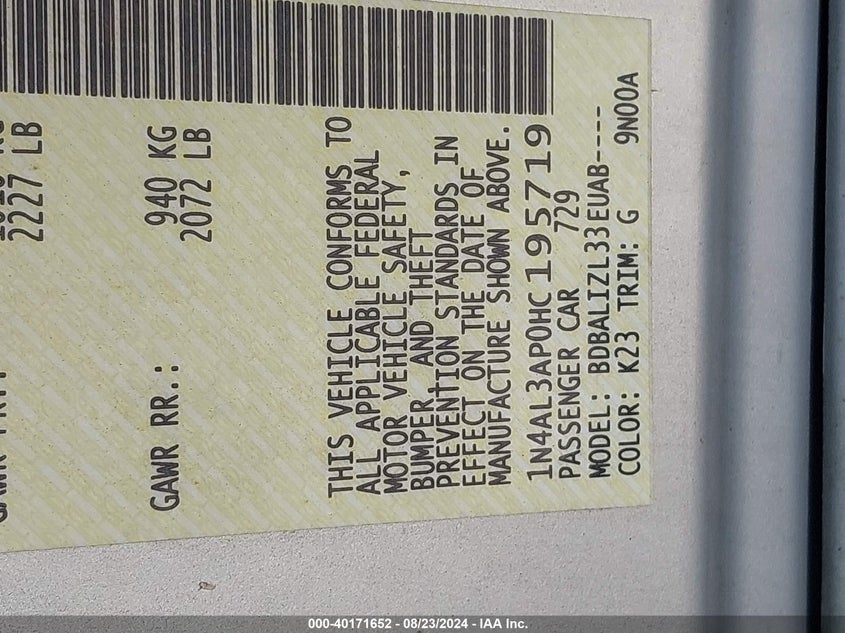 2227 LB
GAWR RR.: 940 KG
2072 LB
THIS VEHICLE CONFORMS TO
ALL APPLICABLE FEDERAL
MOTOR VEHICLE SAFETY,
BUMPER, AND THEFT
PREVENTION STANDARDS IN
EFFECT ON THE DATE OF
MANUFACTURE SHOWN ABOVE.
1N4AL3AP0HC195719
PASSENGER CAR 729
MODEL: BDBALIZL33EUAB----
COLOR: K23 TRIM: G 9N00A
000-40171652 - 08/23/2024 - IAA Inc.